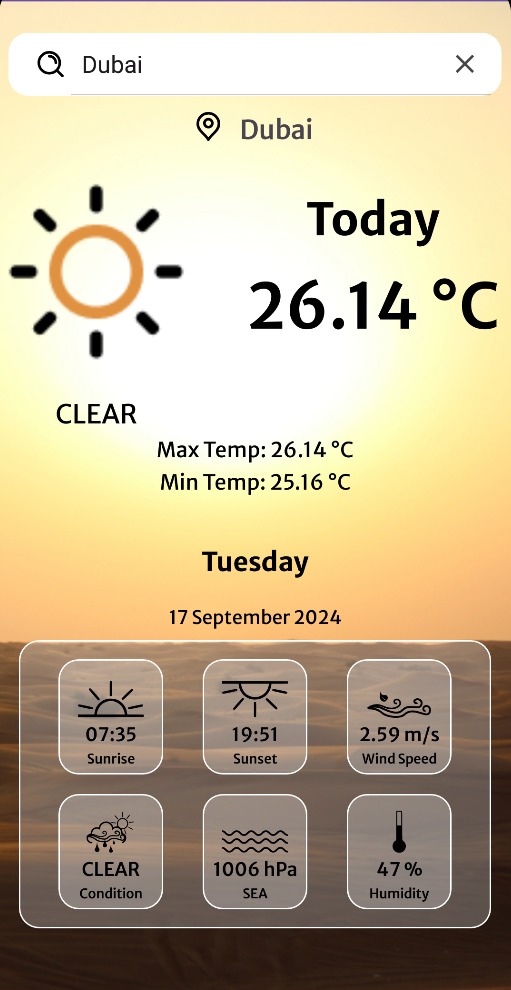 Dubai
Dubai
Today
26.14 °C
CLEAR
Max Temp: 26.14 °C
Min Temp: 25.16 °C
Tuesday
17 September 2024
07:35
Sunrise
19:51
Sunset
2.59 m/s
Wind Speed
CLEAR
Condition
1006 hPa
SEA
47 %
Humidity